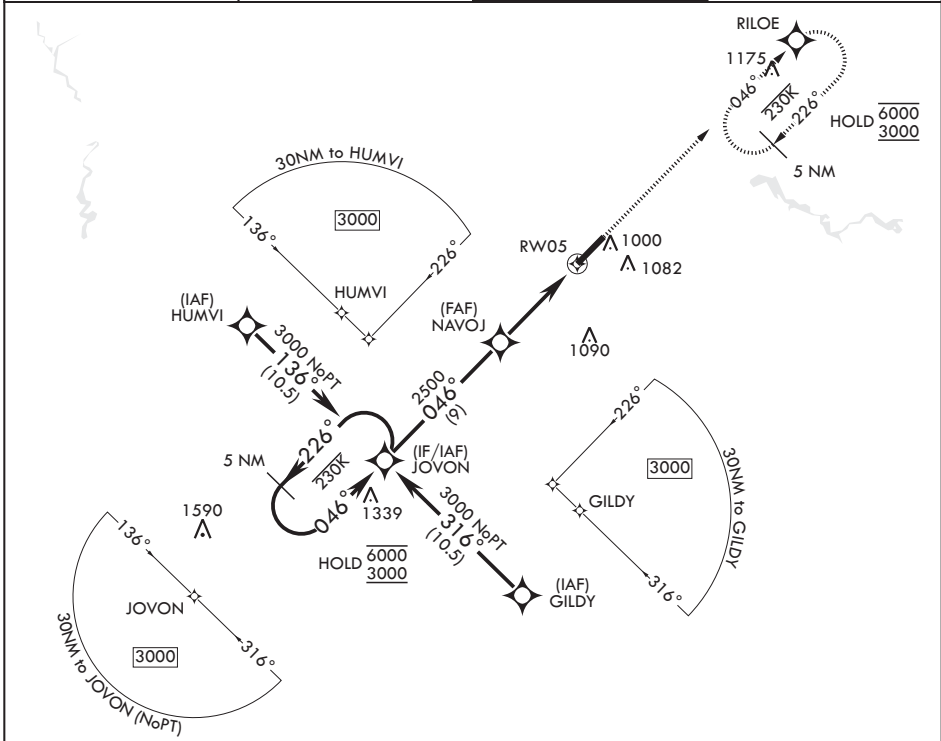 RILOE
1175
046°
230K
226°
HOLD 6000
3000
5 NM
30NM to HUMVI
3000
136°
226°
HUMVI
RW05
1000
1082
(IAF)
HUMVI
3000 NoPT
136°
(10.5)
(FAF)
NAVOJ
1090
2500
046°
(9)
226°
230K
046°
5 NM
(IF/IAF)
JOVON
1339
HOLD 6000
3000
3000 NoPT
316°
(10.5)
(IAF)
GILDY
226°
3000
GILDY
316°
30NM to GILDY
1590
136°
JOVON
316°
3000
30NM to JOVON (NoPT)